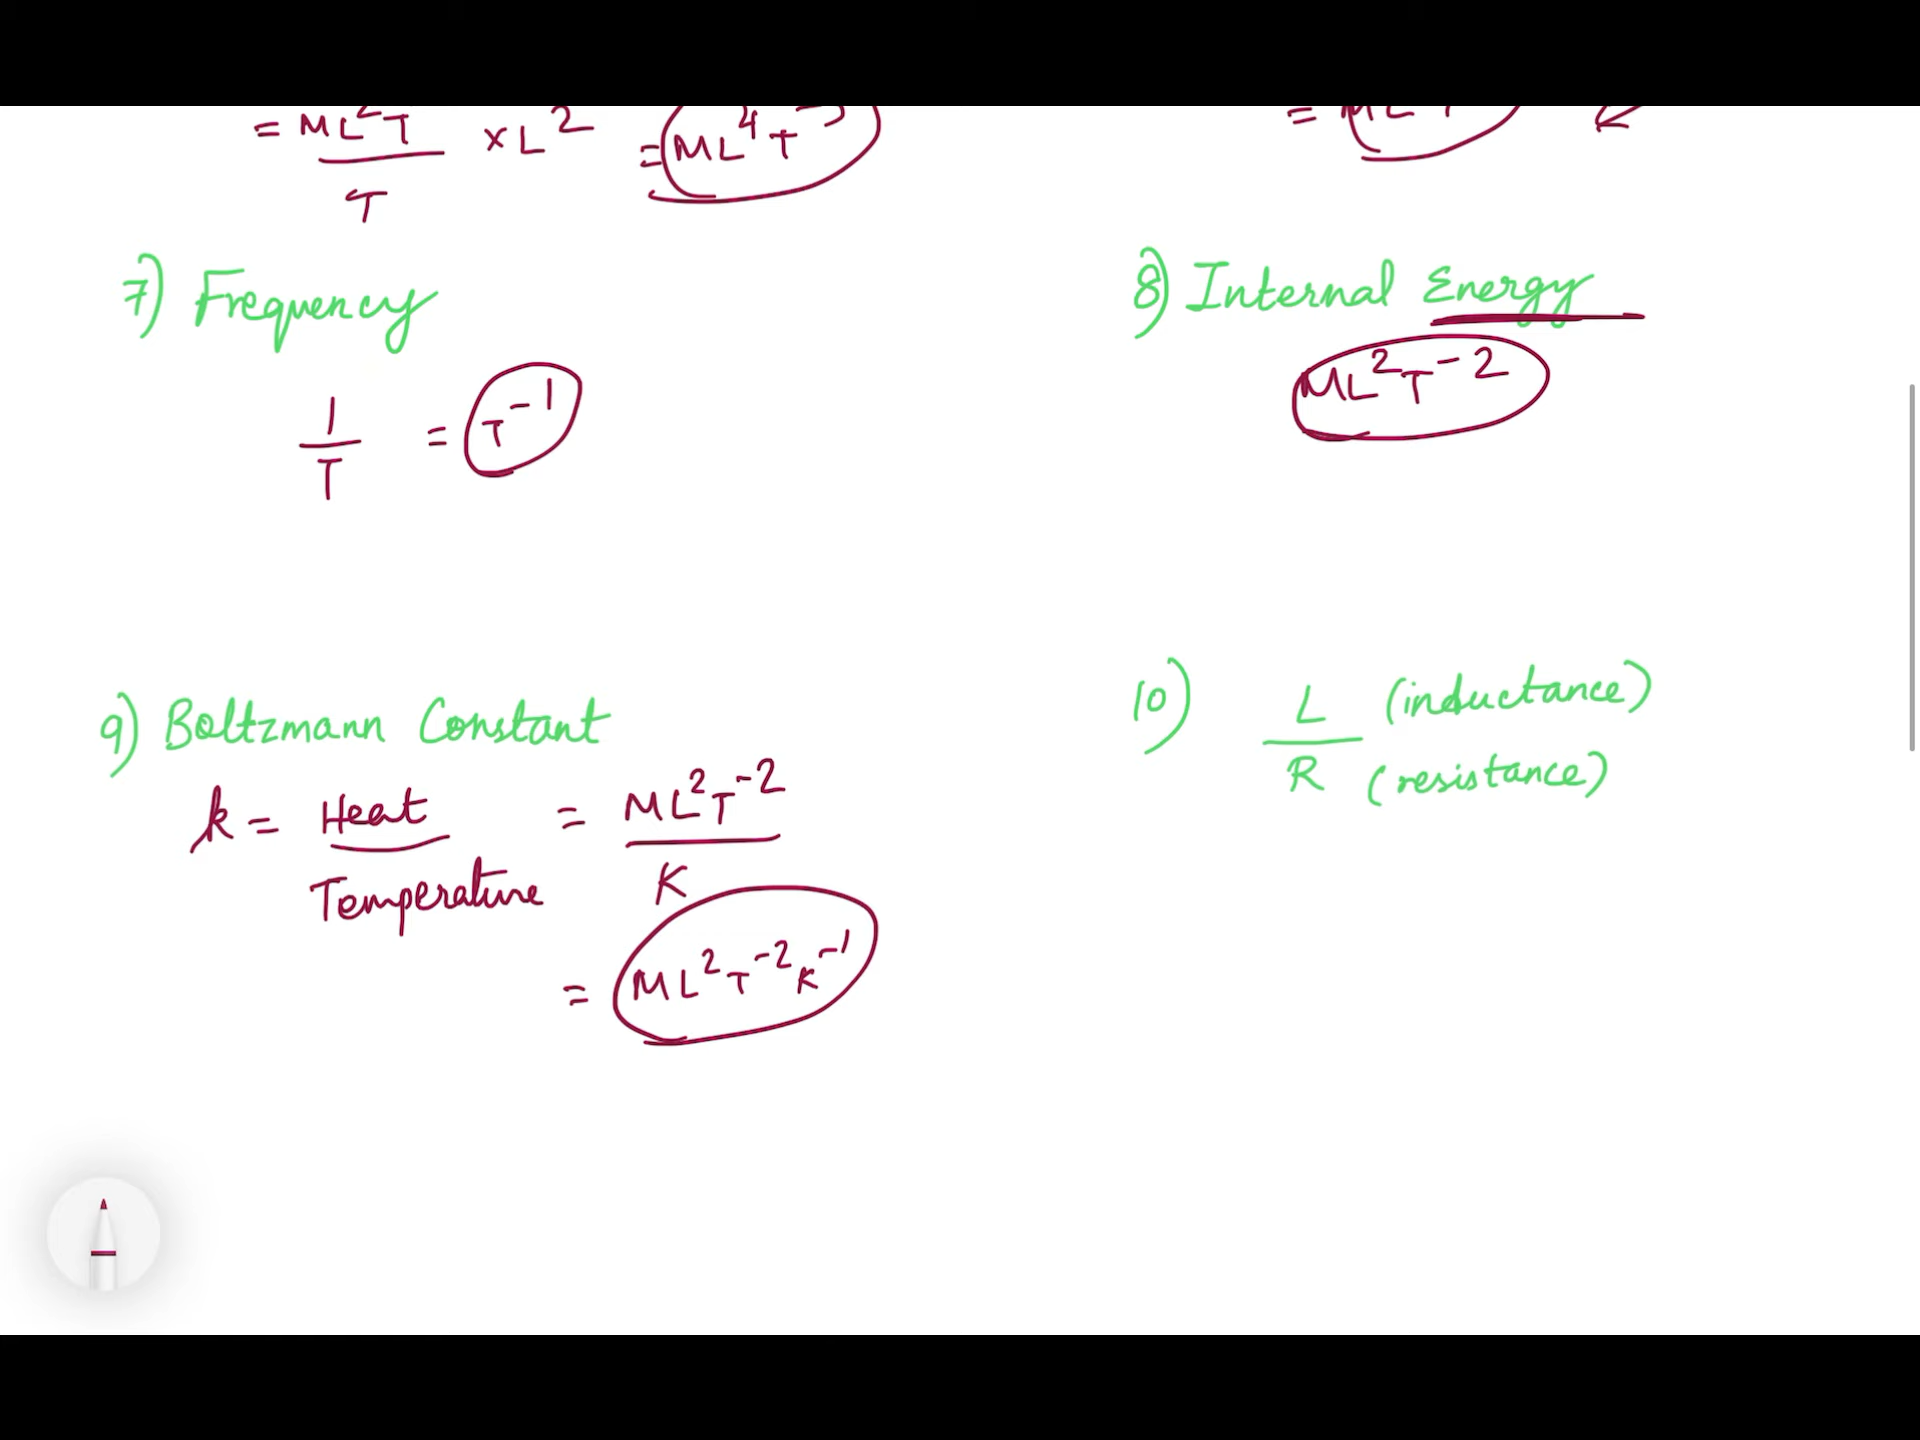 = ML²T / T × L² = ML⁴T
7) Frequency
1/T = T⁻¹
8) Internal Energy
ML²T⁻²
9) Boltzmann Constant
k = Heat / Temperature = ML²T⁻² / K
= ML²T⁻²K⁻¹
10) L (inductance)
R (resistance)